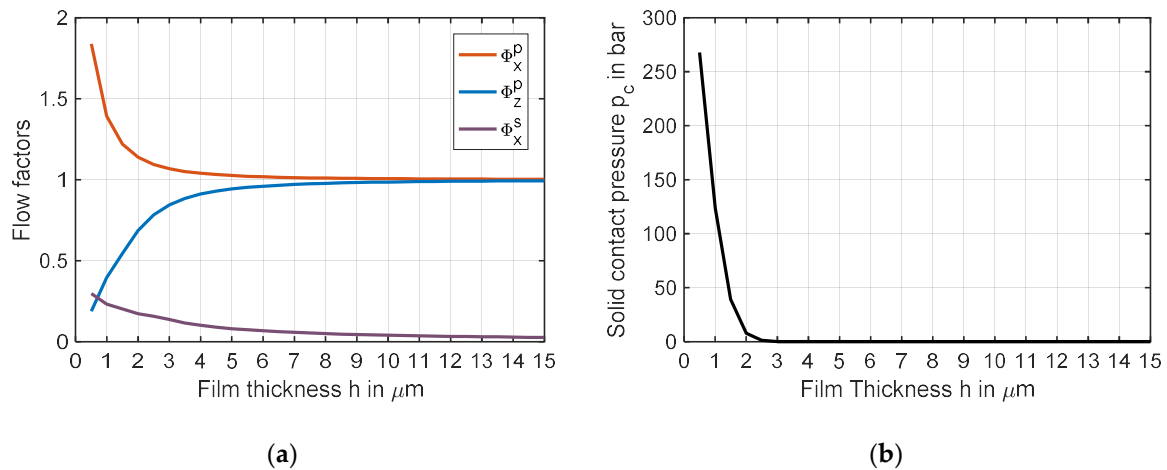 Flow factors
2
1.5
1
0.5
0
Φ_x^p
Φ_z^p
Φ_x^s
0 1 2 3 4 5 6 7 8 9 10 11 12 13 14 15
Film thickness h in μm
(a)
Solid contact pressure p_c in bar
300
250
200
150
100
50
0
0 1 2 3 4 5 6 7 8 9 10 11 12 13 14 15
Film Thickness h in μm
(b)